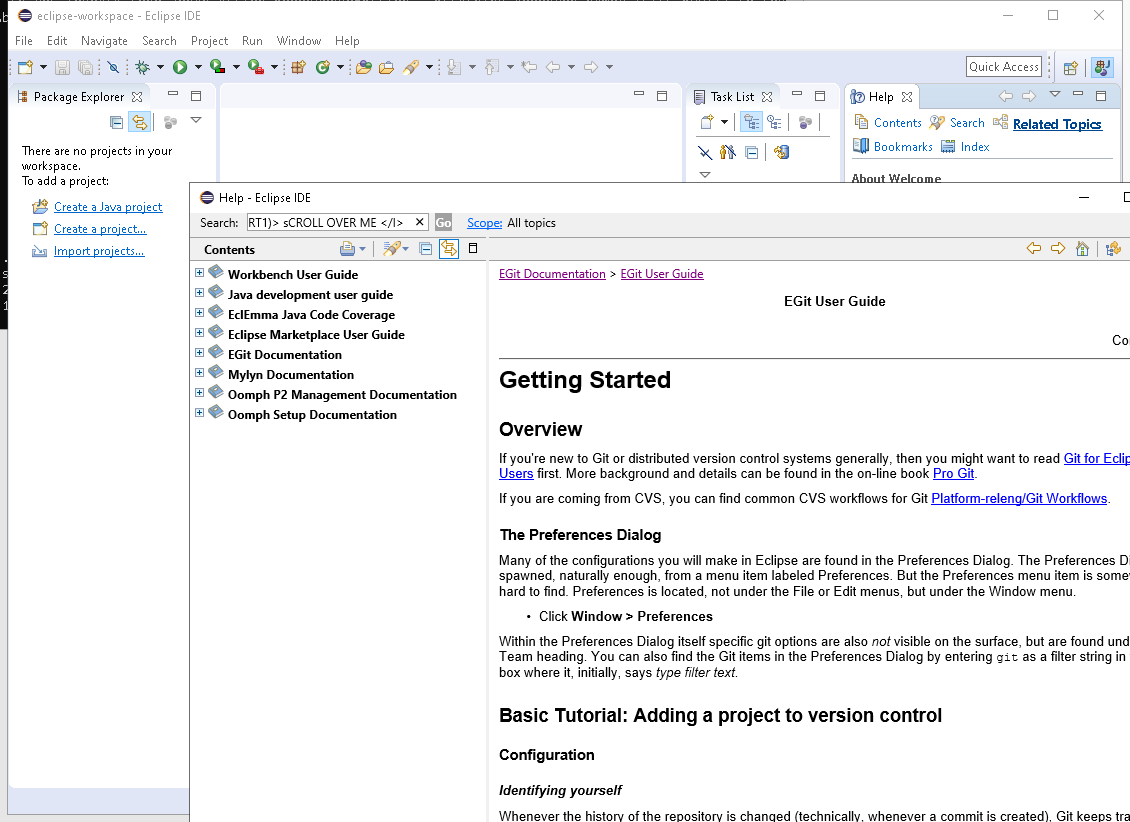 eclipse-workspace - Eclipse IDE
File Edit Navigate Search Project Run Window Help
Quick Access
Package Explorer
Task List
Help
Contents Search Related Topics
Bookmarks Index
About Welcome
There are no projects in your
workspace.
To add a project:
Create a Java project
Create a project...
Import projects...
Help - Eclipse IDE
Search: RT1)> sCROLL OVER ME </I> Go Scope: All topics
Contents
Workbench User Guide
Java development user guide
EclEmma Java Code Coverage
Eclipse Marketplace User Guide
EGit Documentation
Mylyn Documentation
Oomph P2 Management Documentation
Oomph Setup Documentation
EGit Documentation > EGit User Guide
EGit User Guide
Co
Getting Started
Overview
If you're new to Git or distributed version control systems generally, then you might want to read Git for Eclip
Users first. More background and details can be found in the on-line book Pro Git.
If you are coming from CVS, you can find common CVS workflows for Git Platform-releng/Git Workflows.
The Preferences Dialog
Many of the configurations you will make in Eclipse are found in the Preferences Dialog. The Preferences Di
spawned, naturally enough, from a menu item labeled Preferences. But the Preferences menu item is some
hard to find. Preferences is located, not under the File or Edit menus, but under the Window menu.
• Click Window > Preferences
Within the Preferences Dialog itself specific git options are also not visible on the surface, but are found und
Team heading. You can also find the Git items in the Preferences Dialog by entering git as a filter string in
box where it, initially, says type filter text.
Basic Tutorial: Adding a project to version control
Configuration
Identifying yourself
Whenever the history of the repository is changed (technically, whenever a commit is created), Git keeps tra